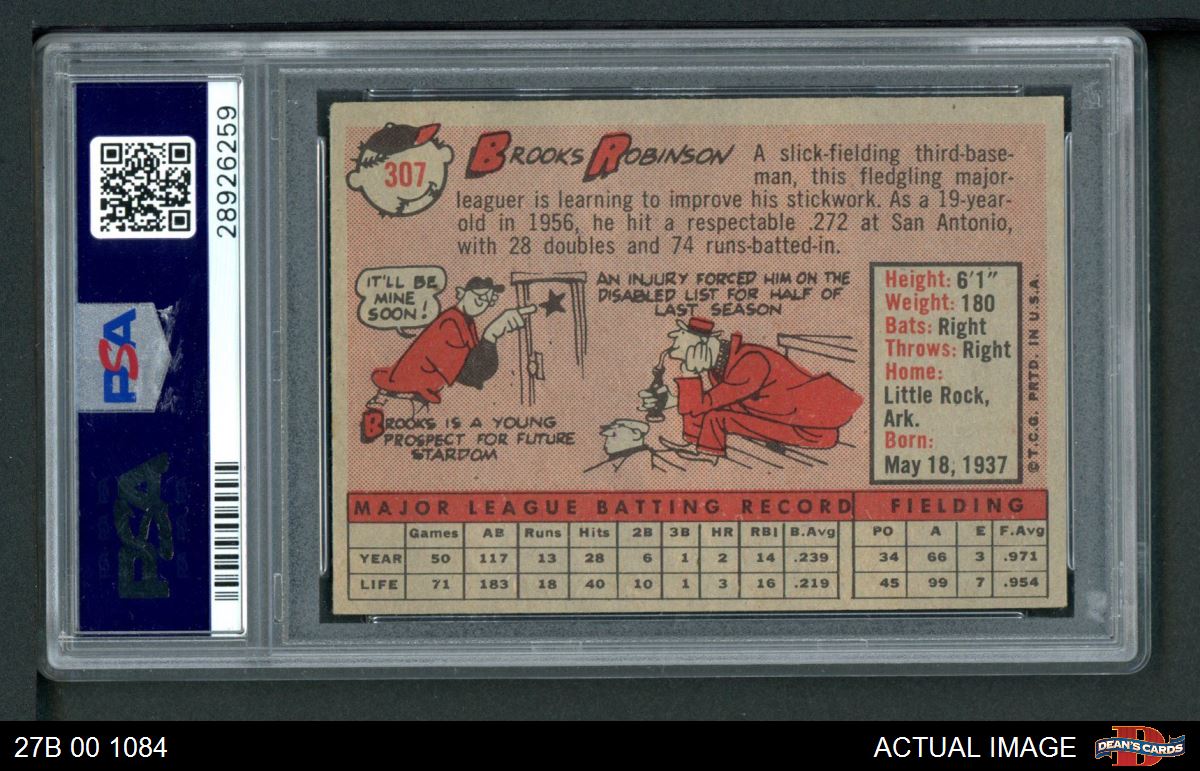 28926259
PSA
PSA
307
BROOKS ROBINSON A slick-fielding third-base-
man, this fledgling major-
leaguer is learning to improve his stickwork. As a 19-year-
old in 1956, he hit a respectable .272 at San Antonio,
with 28 doubles and 74 runs-batted-in.
IT'LL BE
MINE
SOON!
BROOKS IS A YOUNG
PROSPECT FOR FUTURE
STARDOM
AN INJURY FORCED HIM ON THE
DISABLED LIST FOR HALF OF
LAST SEASON
Height: 6'1"
Weight: 180
Bats: Right
Throws: Right
Home:
Little Rock,
Ark.
Born:
May 18, 1937
©T.C.G. PRTD. IN U.S.A.
MAJOR LEAGUE BATTING RECORD FIELDING
Games AB Runs Hits 2B 3B HR RBI B.Avg PO A E F.Avg
YEAR 50 117 13 28 6 1 2 14 .239 34 66 3 .971
LIFE 71 183 18 40 10 1 3 16 .219 45 99 7 .954
27B 00 1084
ACTUAL IMAGE
DEAN'S CARDS
DEAN'S CARDS